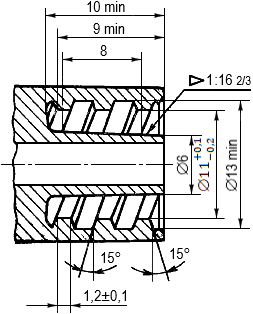 10 min
9 min
8
▷1:16 2/3
Ø6
Ø11 +0,1 -0,2
Ø13 min
15°
15°
1,2±0,1